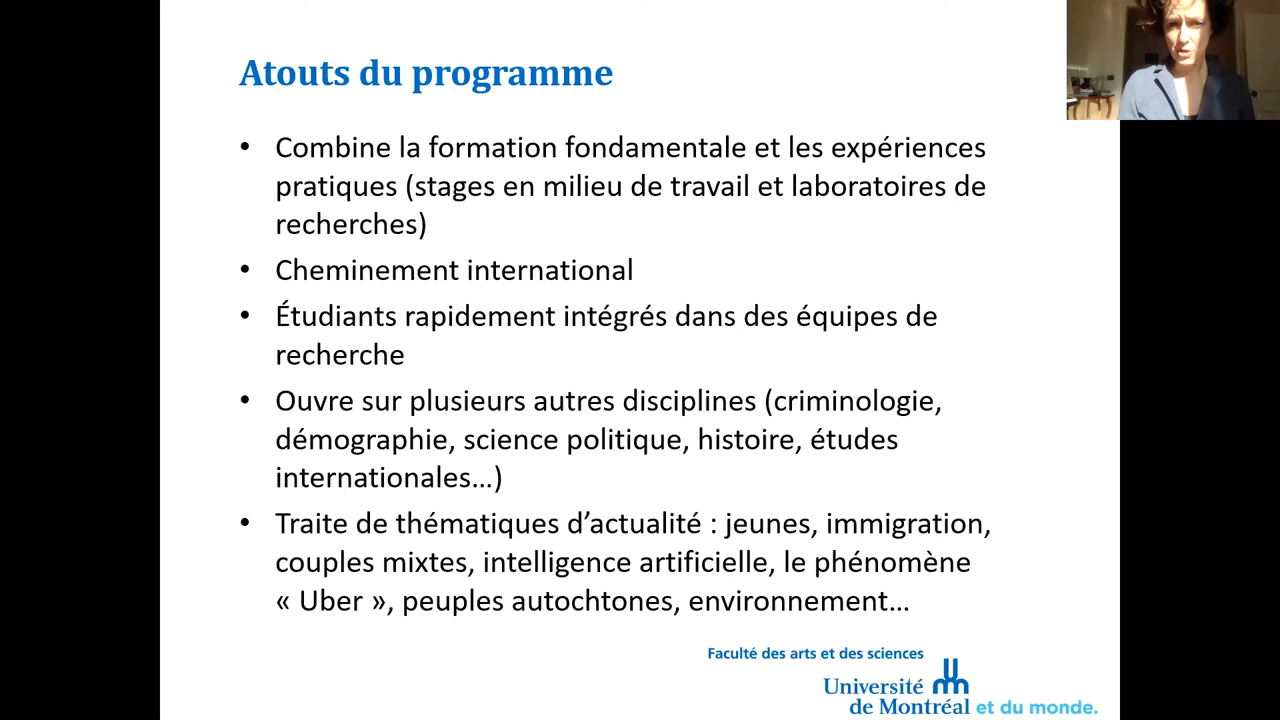 Atouts du programme
• Combine la formation fondamentale et les expériences
pratiques (stages en milieu de travail et laboratoires de
recherches)
• Cheminement international
• Étudiants rapidement intégrés dans des équipes de
recherche
• Ouvre sur plusieurs autres disciplines (criminologie,
démographie, science politique, histoire, études
internationales…)
• Traite de thématiques d’actualité : jeunes, immigration,
couples mixtes, intelligence artificielle, le phénomène
« Uber », peuples autochtones, environnement…
Faculté des arts et des sciences
Université
de Montréal et du monde.